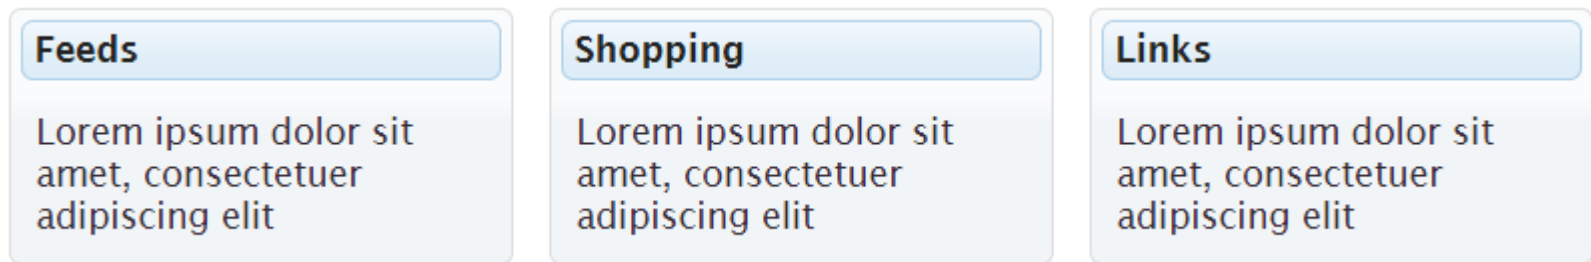 Feeds
Lorem ipsum dolor sit
amet, consectetuer
adipiscing elit
Shopping
Lorem ipsum dolor sit
amet, consectetuer
adipiscing elit
Links
Lorem ipsum dolor sit
amet, consectetuer
adipiscing elit